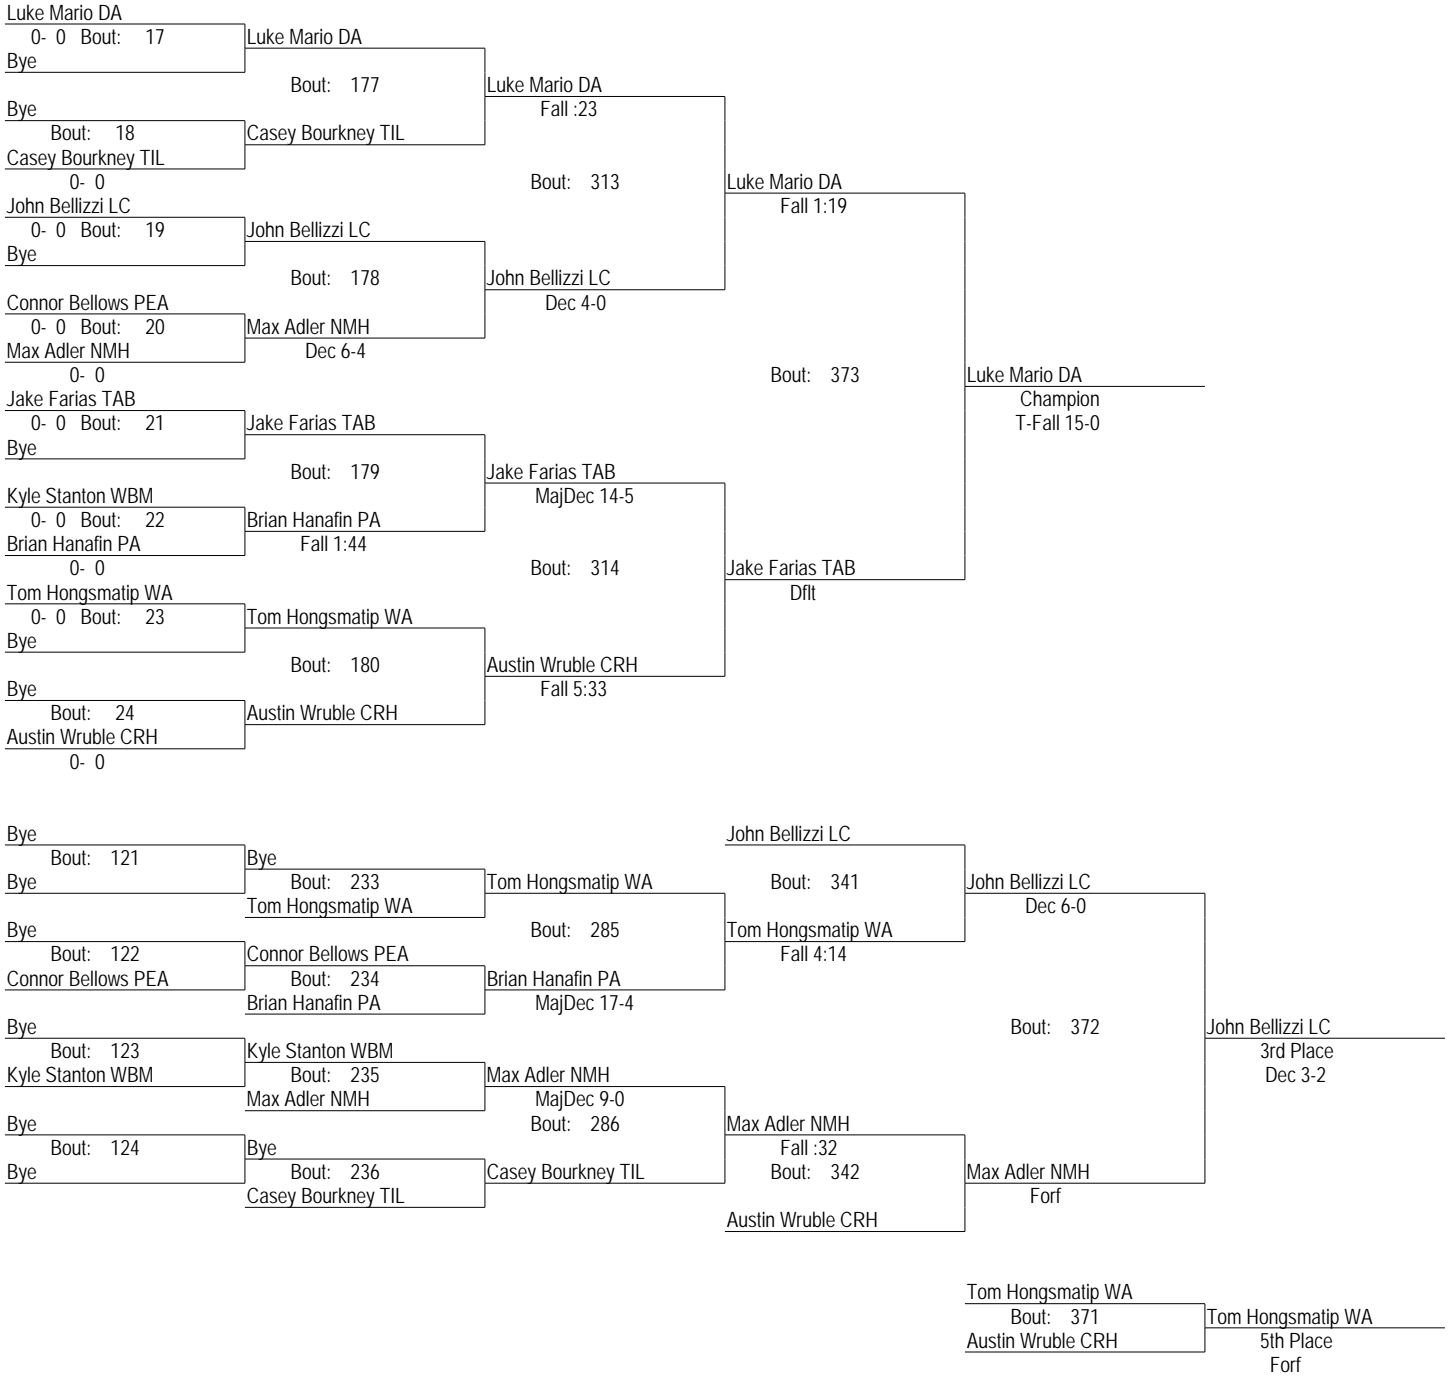 Luke Mario DA
0- 0 Bout: 17 Luke Mario DA
Bye
Bout: 177 Luke Mario DA
Bye Fall :23
Bout: 18 Casey Bourkney TIL
Casey Bourkney TIL
0- 0 Bout: 313 Luke Mario DA
John Bellizzi LC Fall 1:19
0- 0 Bout: 19 John Bellizzi LC
Bye
Bout: 178 John Bellizzi LC
Connor Bellows PEA Dec 4-0
0- 0 Bout: 20 Max Adler NMH
Max Adler NMH Dec 6-4
0- 0 Bout: 373 Luke Mario DA
Jake Farias TAB Champion
0- 0 Bout: 21 Jake Farias TAB T-Fall 15-0
Bye
Bout: 179 Jake Farias TAB
Kyle Stanton WBM MajDec 14-5
0- 0 Bout: 22 Brian Hanafin PA
Brian Hanafin PA Fall 1:44
0- 0 Bout: 314 Jake Farias TAB
Tom Hongsmatip WA Dflt
0- 0 Bout: 23 Tom Hongsmatip WA
Bye
Bout: 180 Austin Wruble CRH
Bye Fall 5:33
Bout: 24 Austin Wruble CRH
Austin Wruble CRH
0- 0
Bye John Bellizzi LC
Bout: 121 Bye
Bye Bout: 233 Tom Hongsmatip WA Bout: 341 John Bellizzi LC
Tom Hongsmatip WA Dec 6-0
Bye Bout: 285 Tom Hongsmatip WA
Bout: 122 Connor Bellows PEA Fall 4:14
Connor Bellows PEA Bout: 234 Brian Hanafin PA
Brian Hanafin PA MajDec 17-4
Bye Bout: 372 John Bellizzi LC
Bout: 123 Kyle Stanton WBM 3rd Place
Kyle Stanton WBM Bout: 235 Max Adler NMH Dec 3-2
Max Adler NMH MajDec 9-0
Bye Bout: 286 Max Adler NMH
Bout: 124 Bye Fall :32
Bye Bout: 236 Casey Bourkney TIL Bout: 342 Max Adler NMH
Casey Bourkney TIL Forf
Austin Wruble CRH
Tom Hongsmatip WA
Bout: 371 Tom Hongsmatip WA
Austin Wruble CRH 5th Place
Forf